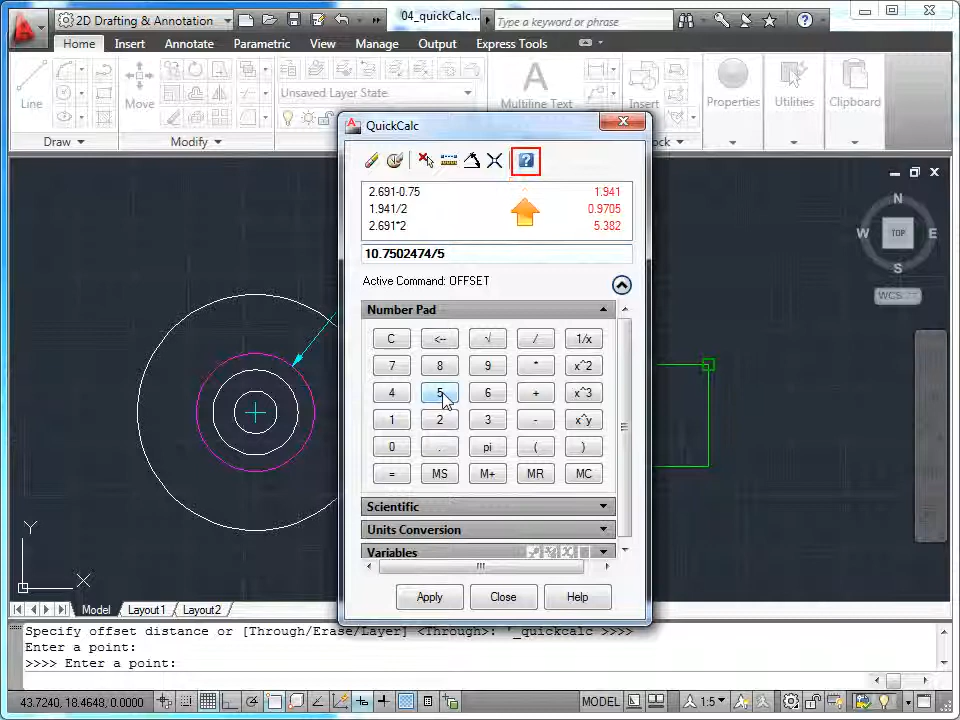 2D Drafting & Annotation
04_quickCalc...
Type a keyword or phrase
Home Insert Annotate Parametric View Manage Output Express Tools
Line
Move
Unsaved Layer State
Multiline Text
Insert
Properties
Utilities
Clipboard
Draw
Modify
QuickCalc
2.691-0.75 1.941
1.941/2 0.9705
2.691*2 5.382
10.7502474/5
Active Command: OFFSET
Number Pad
C <-- √ / 1/x
7 8 9 * x^2
4 5 6 + x^3
1 2 3 - x^y
0 . pi ( )
= MS M+ MR MC
Scientific
Units Conversion
Variables
Apply Close Help
N
W TOP E
S
WCS
Y
X
Model Layout1 Layout2
Specify offset distance or [Through/Erase/Layer] <Through>: '_quickcalc >>>>
Enter a point:
>>>> Enter a point:
43.7240, 18.4648, 0.0000
MODEL
1:5